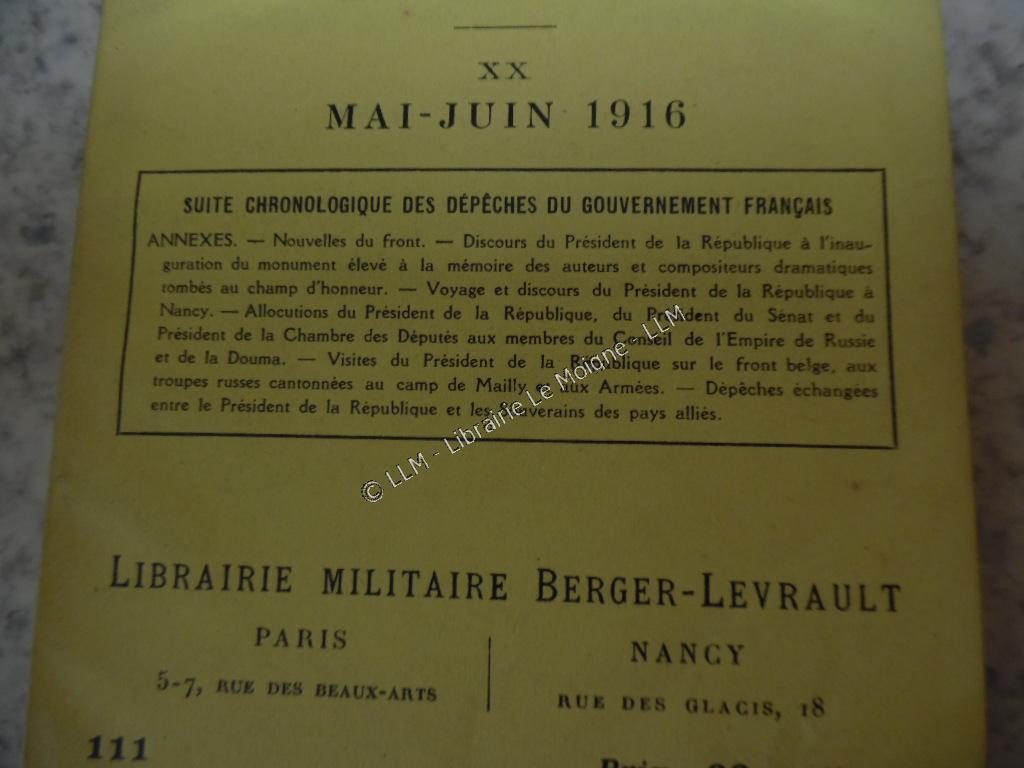 XX
MAI-JUIN 1916
SUITE CHRONOLOGIQUE DES DÉPÊCHES DU GOUVERNEMENT FRANÇAIS
ANNEXES. — Nouvelles du front. — Discours du Président de la République à l'inau-
guration du monument élevé à la mémoire des auteurs et compositeurs dramatiques
tombés au champ d'honneur. — Voyage et discours du Président de la République à
Nancy. — Allocutions du Président de la République, du Président du Sénat et du
Président de la Chambre des Députés aux membres du Conseil de l'Empire de Russie
et de la Douma. — Visites du Président de la République sur le front belge, aux
troupes russes cantonnées au camp de Mailly et aux Armées. — Dépêches échangées
entre le Président de la République et les Souverains des pays alliés.
© LLM - Librairie Le Moigne - LLM
LIBRAIRIE MILITAIRE BERGER-LEVRAULT
PARIS
5-7, RUE DES BEAUX-ARTS
NANCY
RUE DES GLACIS, 18
111